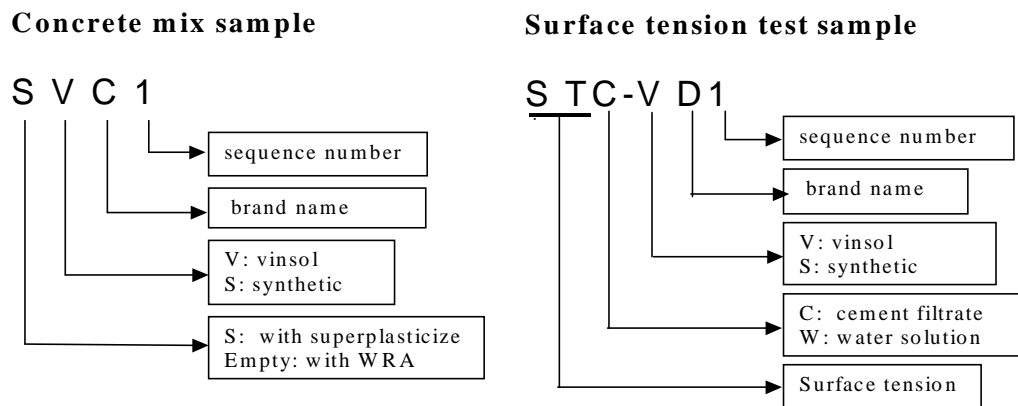 Concrete mix sample
S V C 1
sequence number
brand name
V: vinsol
S: synthetic
S: with superplasticize
Empty: with WRA
Surface tension test sample
S T C - V D 1
sequence number
brand name
V: vinsol
S: synthetic
C: cement filtrate
W: water solution
Surface tension